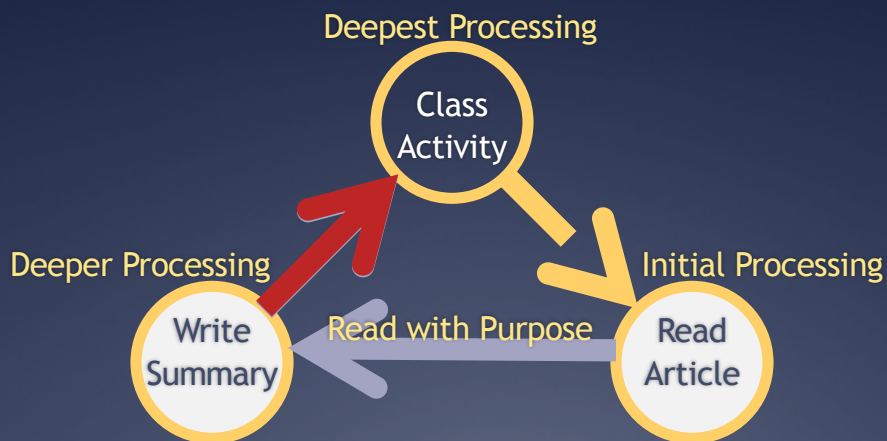 Deepest Processing
Class
Activity
Deeper Processing
Initial Processing
Read with Purpose
Write
Summary
Read
Article